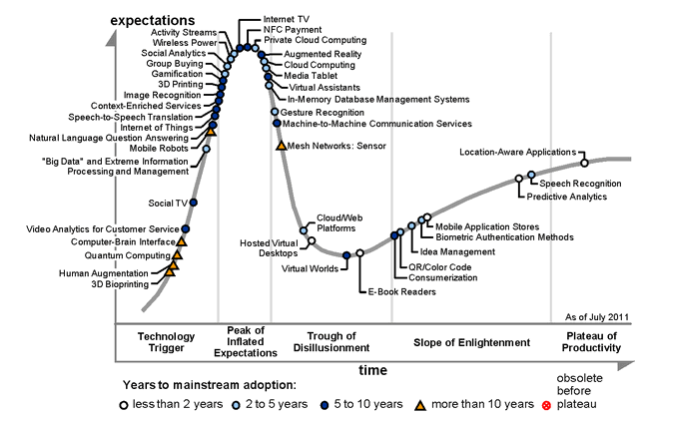 expectations
Activity Streams
Wireless Power
Social Analytics
Group Buying
Gamification
3D Printing
Image Recognition
Context-Enriched Services
Speech-to-Speech Translation
Internet of Things
Natural Language Question Answering
Mobile Robots
"Big Data" and Extreme Information
Processing and Management
Social TV
Video Analytics for Customer Service
Computer-Brain Interface
Quantum Computing
Human Augmentation
3D Bioprinting
Internet TV
NFC Payment
Private Cloud Computing
Augmented Reality
Cloud Computing
Media Tablet
Virtual Assistants
In-Memory Database Management Systems
Gesture Recognition
Machine-to-Machine Communication Services
Mesh Networks: Sensor
Cloud/Web
Platforms
Hosted Virtual
Desktops
Virtual Worlds
E-Book Readers
Consumerization
QR/Color Code
Idea Management
Biometric Authentication Methods
Mobile Application Stores
Predictive Analytics
Speech Recognition
Location-Aware Applications
As of July 2011
Technology
Trigger
Peak of
Inflated
Expectations
Trough of
Disillusionment
Slope of Enlightenment
Plateau of
Productivity
time
Years to mainstream adoption:
less than 2 years
2 to 5 years
5 to 10 years
more than 10 years
obsolete
before
plateau